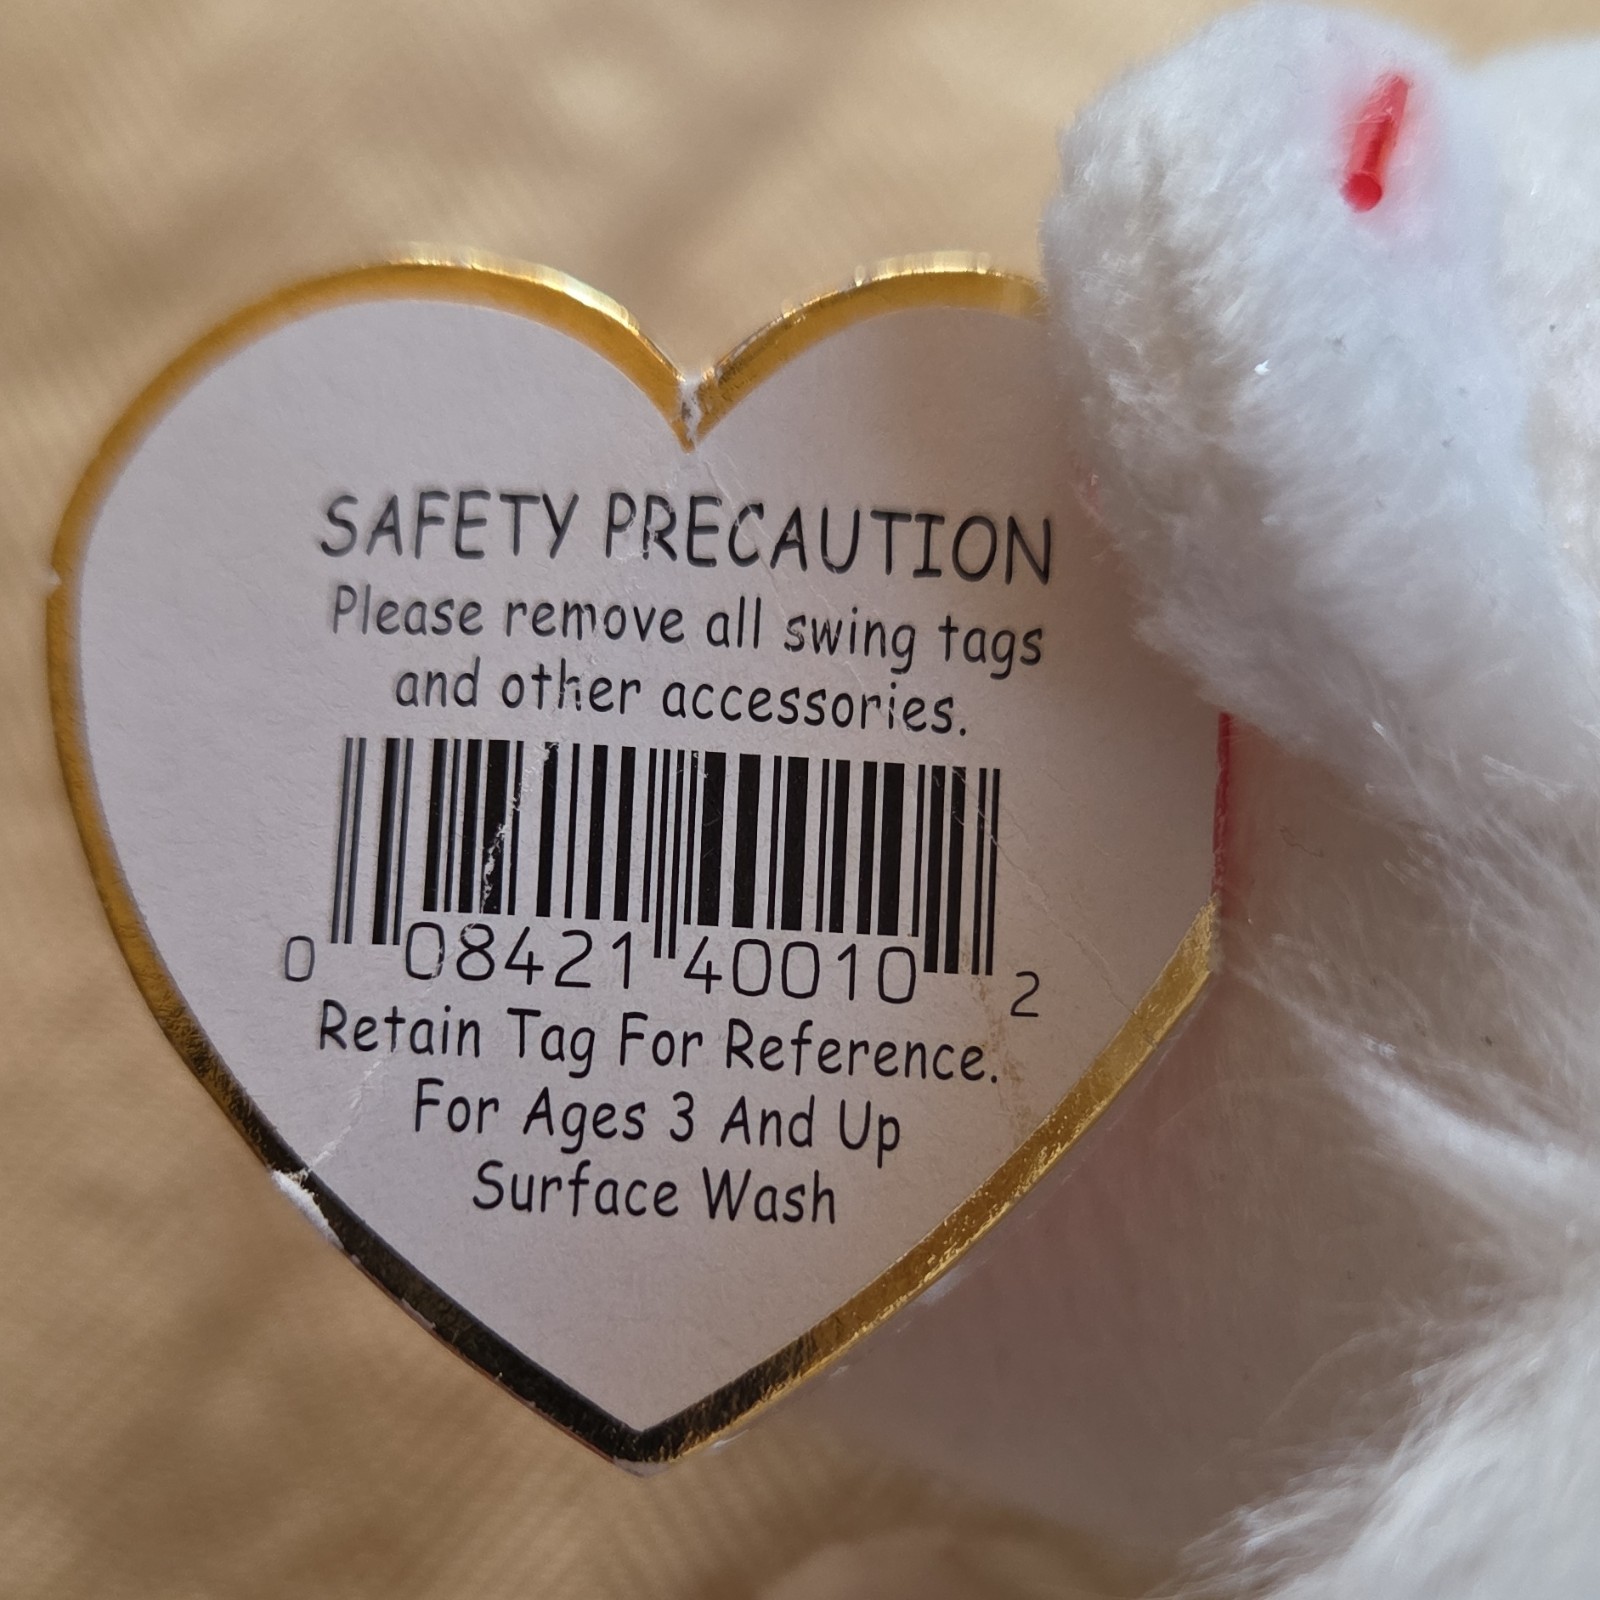 SAFETY PRECAUTION
Please remove all swing tags
and other accessories.
0 08421 40010 2
Retain Tag For Reference.
For Ages 3 And Up
Surface Wash